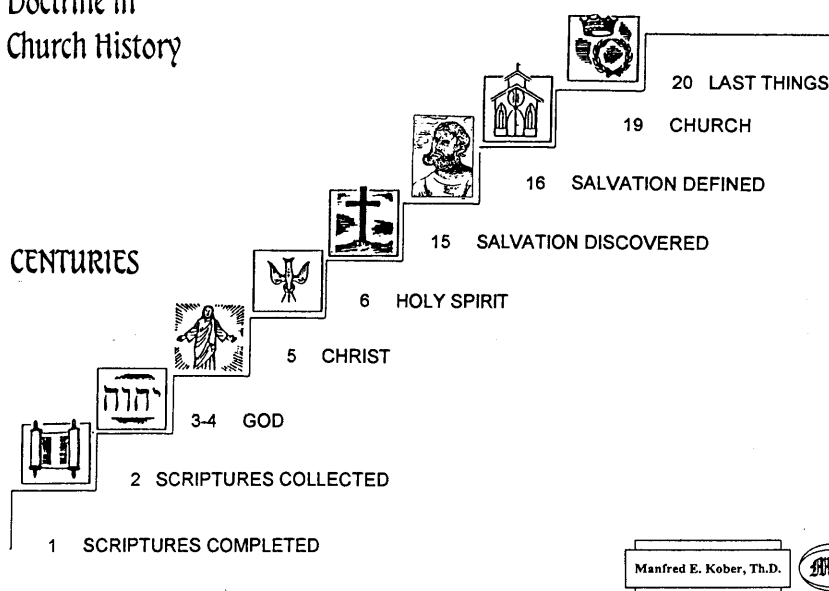 Doctrine in
Church History
20 LAST THINGS
19 CHURCH
16 SALVATION DEFINED
15 SALVATION DISCOVERED
CENTURIES
6 HOLY SPIRIT
5 CHRIST
יהוה
3-4 GOD
2 SCRIPTURES COLLECTED
1 SCRIPTURES COMPLETED
Manfred E. Kober, Th.D.